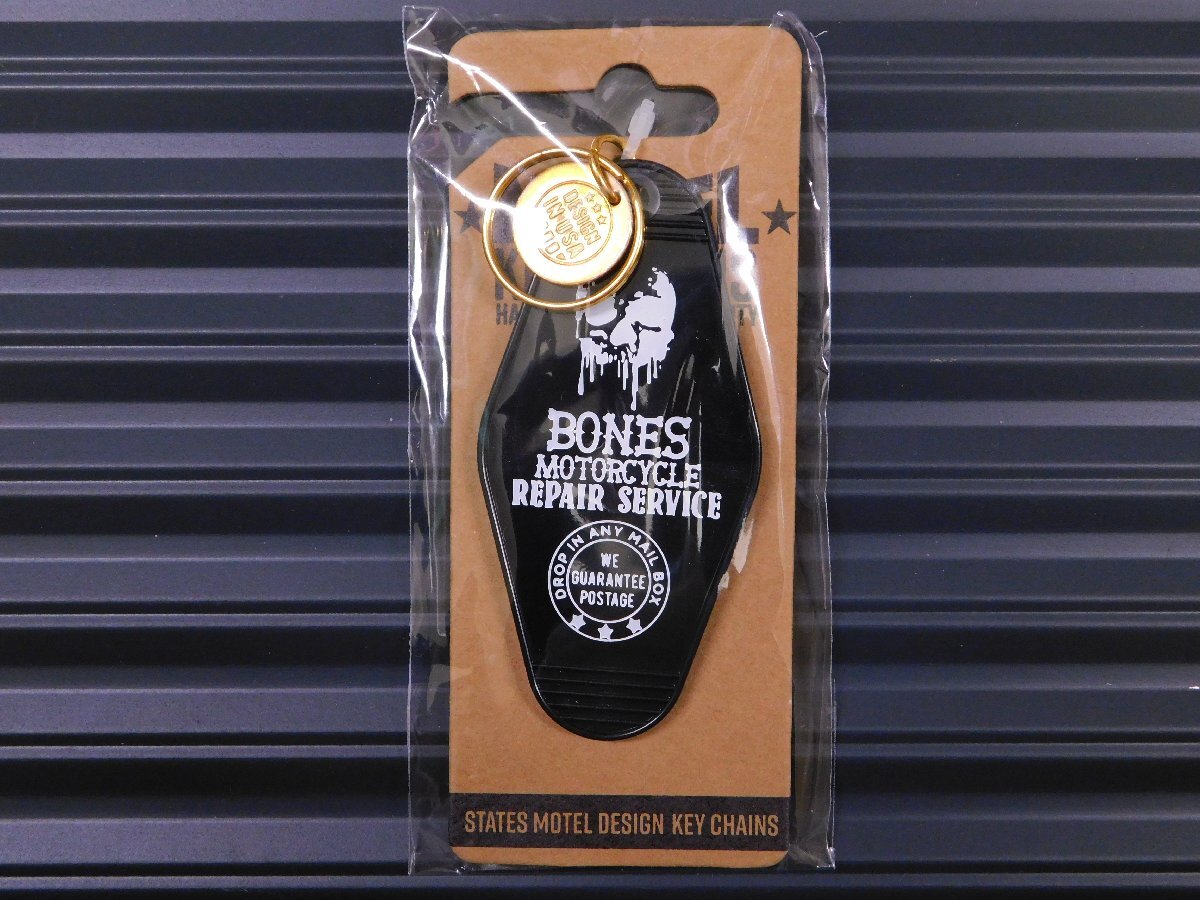 DESIGN
IN USA
BONES
MOTORCYCLE
REPAIR SERVICE
DROP IN ANY MAIL BOX
WE
GUARANTEE
POSTAGE
STATES MOTEL DESIGN KEY CHAINS